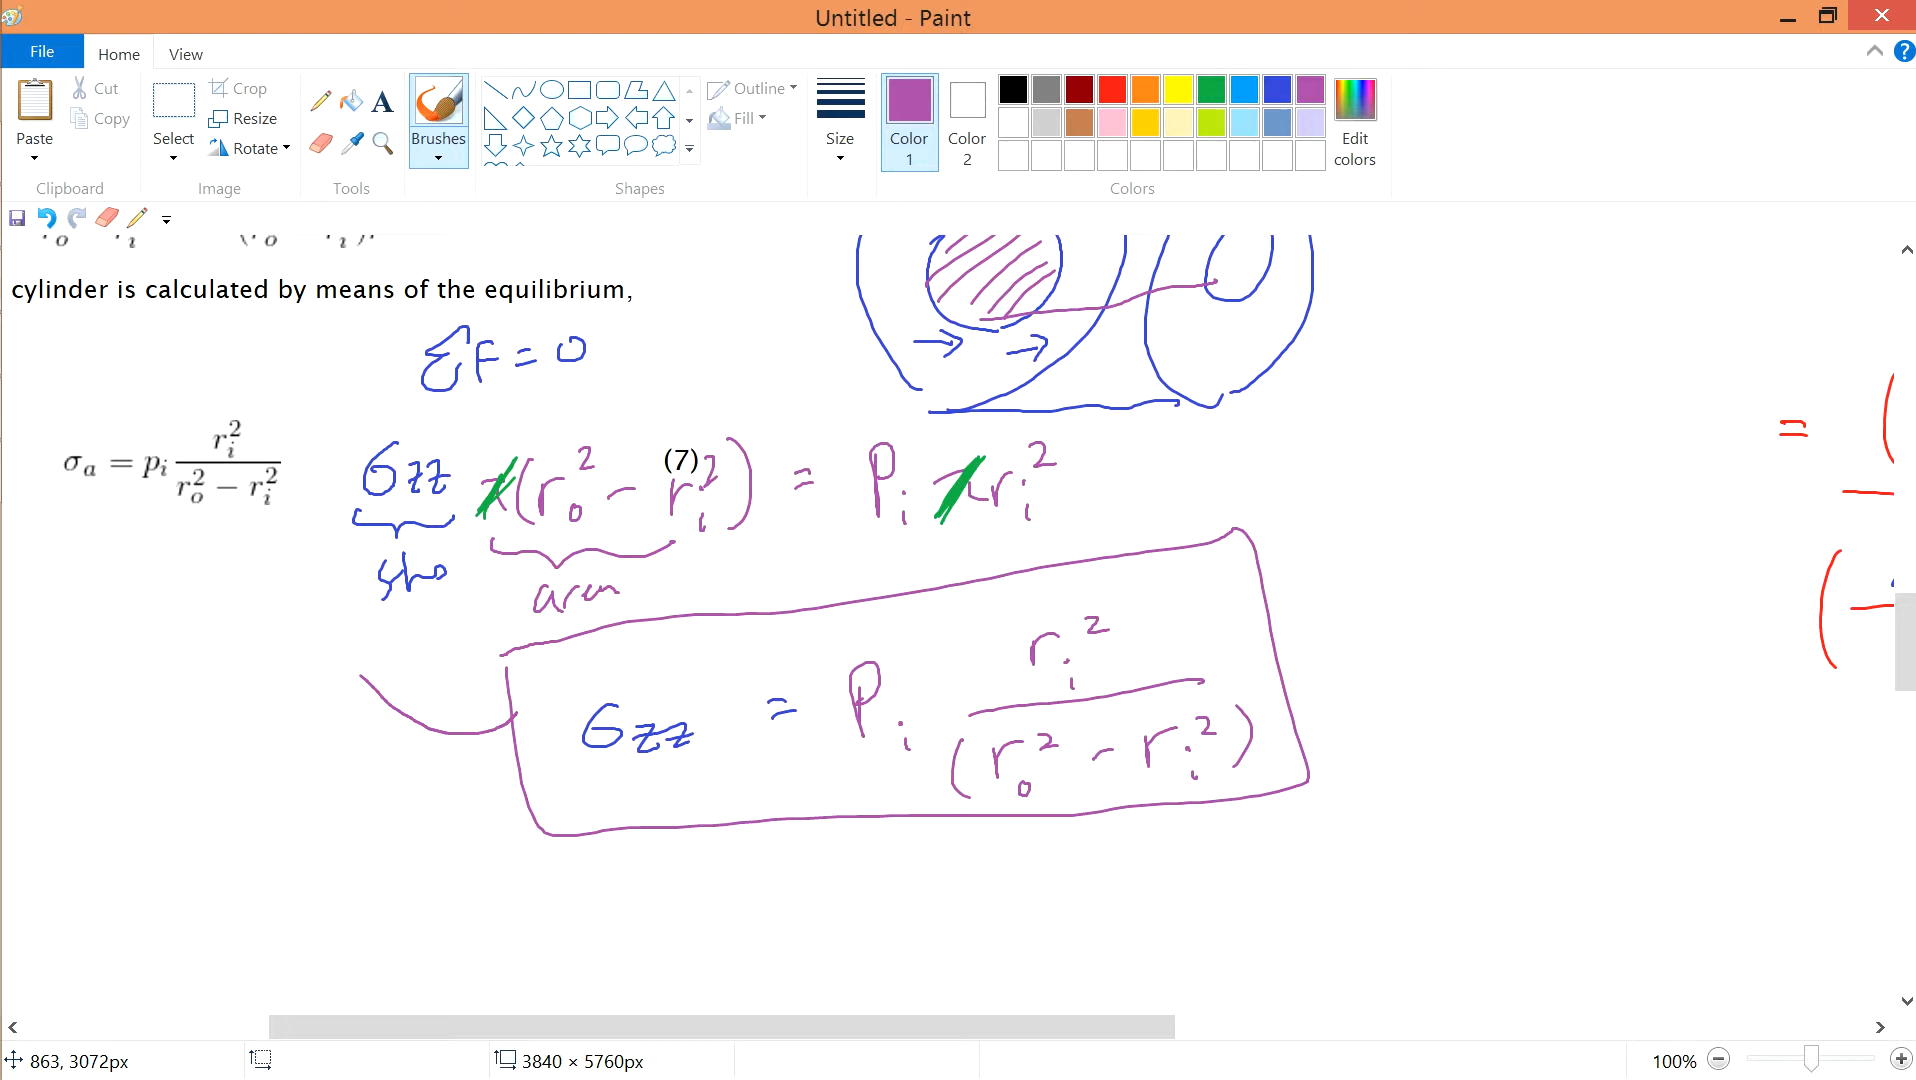 Untitled - Paint
File Home View
Paste Cut Copy Clipboard
Select Crop Resize Rotate Image
A Tools
Brushes
Shapes
Outline Fill
Size
Color 1
Color 2
Edit colors
Colors
cylinder is calculated by means of the equilibrium,
ΣF = 0
σₐ = pᵢ rᵢ² / (rₒ² − rᵢ²)
(7)
σzz π(rₒ² − rᵢ²) = Pᵢ πrᵢ²
area
σzz = Pᵢ rᵢ² / (rₒ² − rᵢ²)
=
863, 3072px
3840 × 5760px
100%